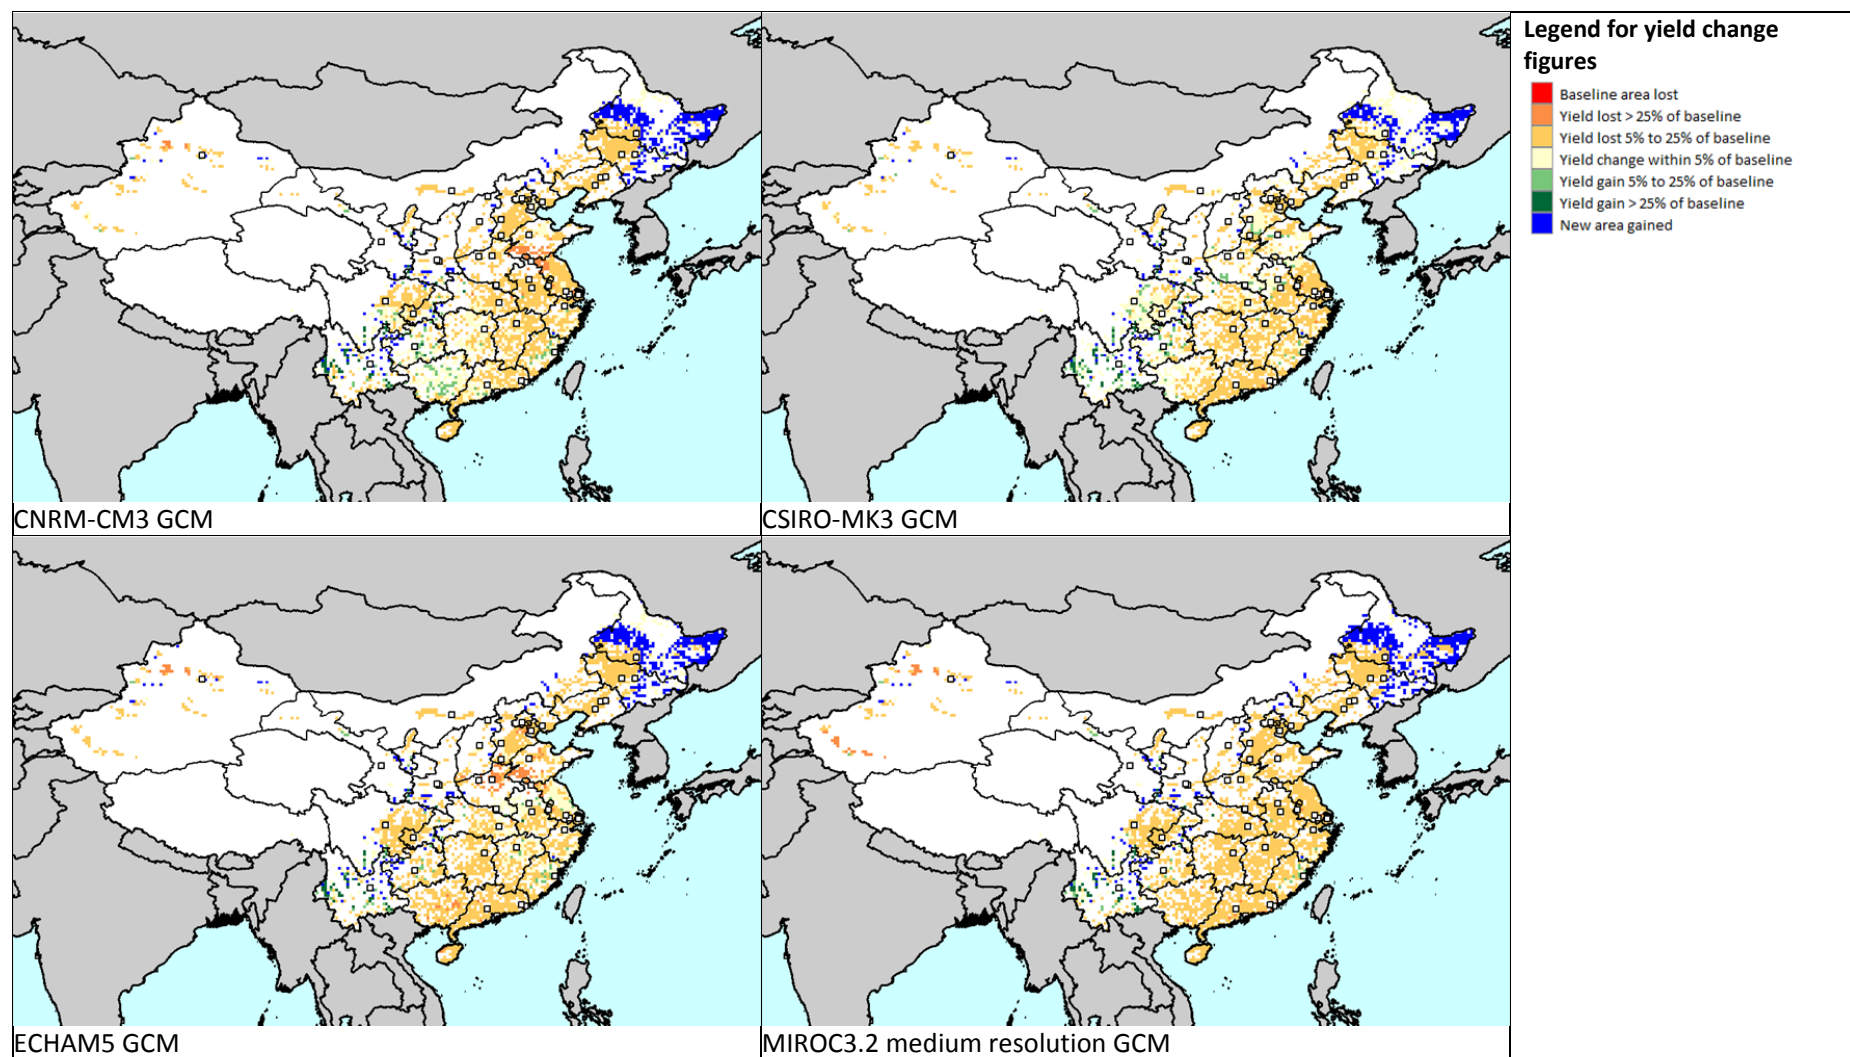 Legend for yield change
figures
Baseline area lost
Yield lost > 25% of baseline
Yield lost 5% to 25% of baseline
Yield change within 5% of baseline
Yield gain 5% to 25% of baseline
Yield gain > 25% of baseline
New area gained
CNRM-CM3 GCM
CSIRO-MK3 GCM
ECHAM5 GCM
MIROC3.2 medium resolution GCM